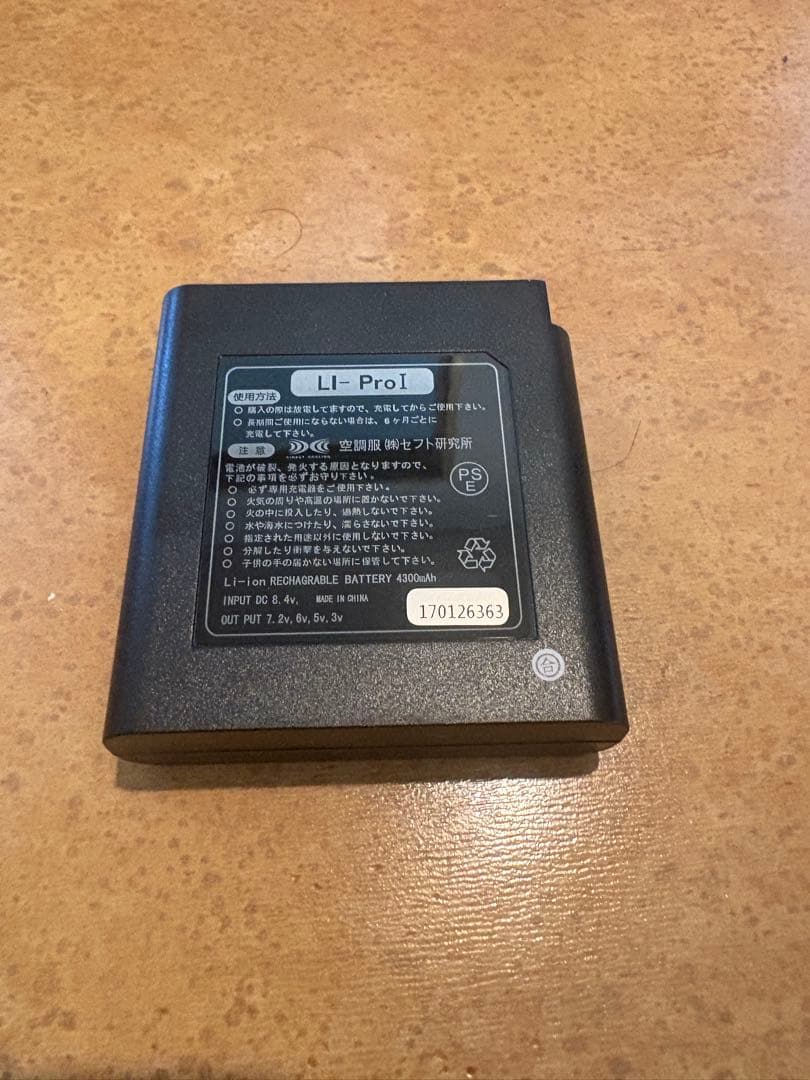 LI- ProⅠ
使用方法
○ 購入の際は放電してますので、充電してからご使用下さい。
○ 長期間ご使用にならない場合は、6ヶ月ごとに
充電して下さい。
注 意
空調服 ㈱セフト研究所
電池が破裂、発火する原因となりますので、
下記の事項を必ずお守り下さい。
○ 必ず専用充電器をご使用下さい。
○ 火気の周りや高温の場所に置かないで下さい。
○ 火の中に投入したり、過熱しないで下さい。
○ 水や海水につけたり、濡らさないで下さい。
○ 指定された用途以外に使用しないで下さい。
○ 分解したり衝撃を与えないで下さい。
○ 子供の手の届かない場所に保管して下さい。
PS
E
Li-ion RECHAGRABLE BATTERY 4300mAh
INPUT DC 8.4v, MADE IN CHINA
OUT PUT 7.2v, 6v, 5v, 3v
170126363
合